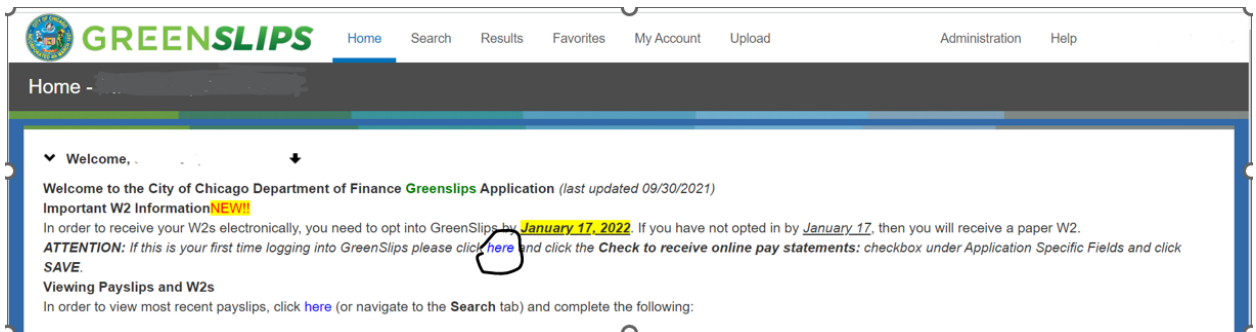 GREENSLIPS Home Search Results Favorites My Account Upload Administration Help
Home -
Welcome,
Welcome to the City of Chicago Department of Finance Greenslips Application (last updated 09/30/2021)
Important W2 InformationNEW!!
In order to receive your W2s electronically, you need to opt into GreenSlips by January 17, 2022. If you have not opted in by January 17, then you will receive a paper W2.
ATTENTION: If this is your first time logging into GreenSlips please click here and click the Check to receive online pay statements: checkbox under Application Specific Fields and click
SAVE.
Viewing Payslips and W2s
In order to view most recent payslips, click here (or navigate to the Search tab) and complete the following: